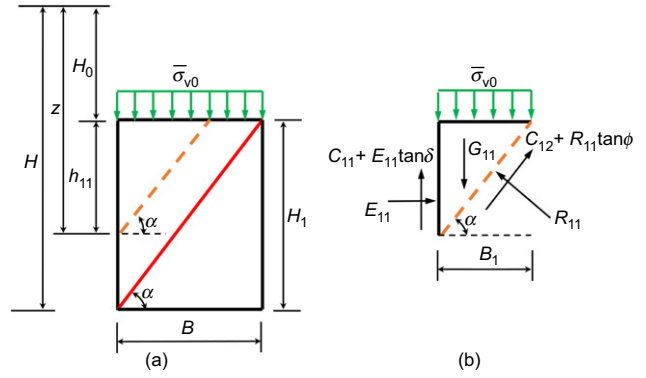 H
z
H₀
h₁₁
σ̅ᵥ₀
α
α
H₁
B
(a)
σ̅ᵥ₀
C₁₁ + E₁₁tanδ
G₁₁
C₁₂ + R₁₁tanϕ
E₁₁
α
R₁₁
B₁
(b)